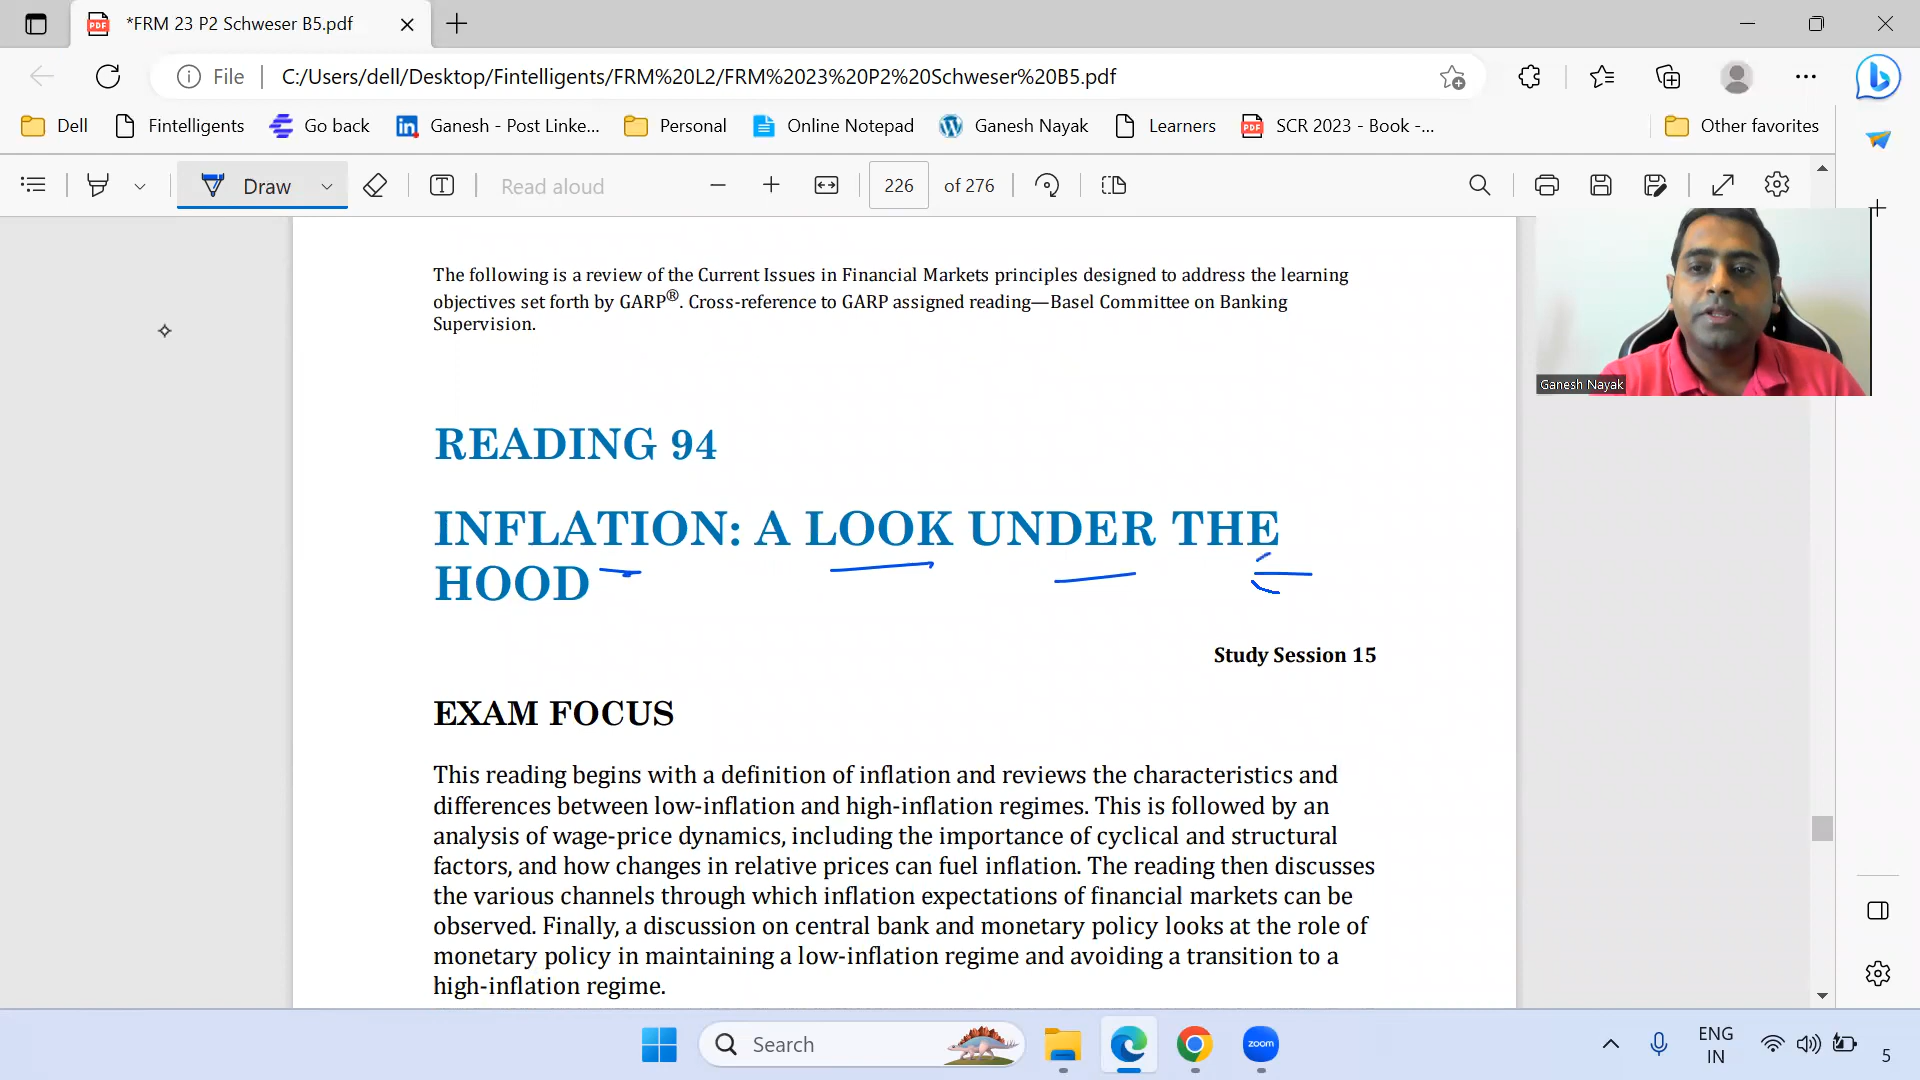 *FRM 23 P2 Schweser B5.pdf
File
C:/Users/dell/Desktop/Fintelligents/FRM%20L2/FRM%2023%20P2%20Schweser%20B5.pdf
Dell
Fintelligents
Go back
Ganesh - Post Linke...
Personal
Online Notepad
Ganesh Nayak
Learners
SCR 2023 - Book -...
Other favorites
Draw
Read aloud
226
of 276
The following is a review of the Current Issues in Financial Markets principles designed to address the learning
objectives set forth by GARP®. Cross-reference to GARP assigned reading—Basel Committee on Banking
Supervision.
Ganesh Nayak
READING 94
INFLATION: A LOOK UNDER THE
HOOD
Study Session 15
EXAM FOCUS
This reading begins with a definition of inflation and reviews the characteristics and
differences between low-inflation and high-inflation regimes. This is followed by an
analysis of wage-price dynamics, including the importance of cyclical and structural
factors, and how changes in relative prices can fuel inflation. The reading then discusses
the various channels through which inflation expectations of financial markets can be
observed. Finally, a discussion on central bank and monetary policy looks at the role of
monetary policy in maintaining a low-inflation regime and avoiding a transition to a
high-inflation regime.
Search
zoom
ENG
IN
5